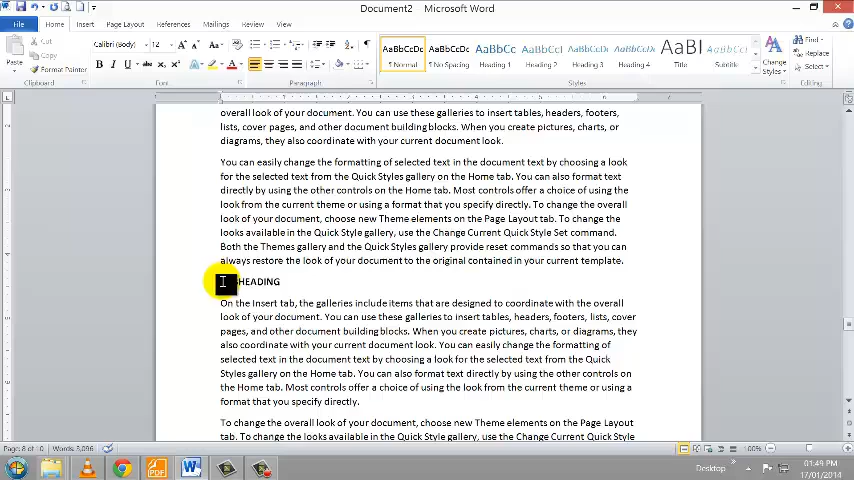 Document2 - Microsoft Word
File Home Insert Page Layout References Mailings Review View
Cut
Copy
Paste
Format Painter
Clipboard
Calibri (Body) 12
Font
Paragraph
AaBbCcDc AaBbCcDc AaBbCc AaBbCc AaBbCcDc AaBbCcDc AaBl AaBbCcDc
¶ Normal ¶ No Spacing Heading 1 Heading 2 Heading 3 Heading 4 Title Subtitle
Change
Styles
Styles
Find
Replace
Select
Editing
overall look of your document. You can use these galleries to insert tables, headers, footers,
lists, cover pages, and other document building blocks. When you create pictures, charts, or
diagrams, they also coordinate with your current document look.
You can easily change the formatting of selected text in the document text by choosing a look
for the selected text from the Quick Styles gallery on the Home tab. You can also format text
directly by using the other controls on the Home tab. Most controls offer a choice of using the
look from the current theme or using a format that you specify directly. To change the overall
look of your document, choose new Theme elements on the Page Layout tab. To change the
looks available in the Quick Style gallery, use the Change Current Quick Style Set command.
Both the Themes gallery and the Quick Styles gallery provide reset commands so that you can
always restore the look of your document to the original contained in your current template.
HEADING
On the Insert tab, the galleries include items that are designed to coordinate with the overall
look of your document. You can use these galleries to insert tables, headers, footers, lists, cover
pages, and other document building blocks. When you create pictures, charts, or diagrams, they
also coordinate with your current document look. You can easily change the formatting of
selected text in the document text by choosing a look for the selected text from the Quick
Styles gallery on the Home tab. You can also format text directly by using the other controls on
the Home tab. Most controls offer a choice of using the look from the current theme or using a
format that you specify directly.
To change the overall look of your document, choose new Theme elements on the Page Layout
tab. To change the looks available in the Quick Style gallery, use the Change Current Quick Style
Page: 8 of 10 Words: 3,096 100%
PDF
Desktop
01:49 PM
17/01/2014